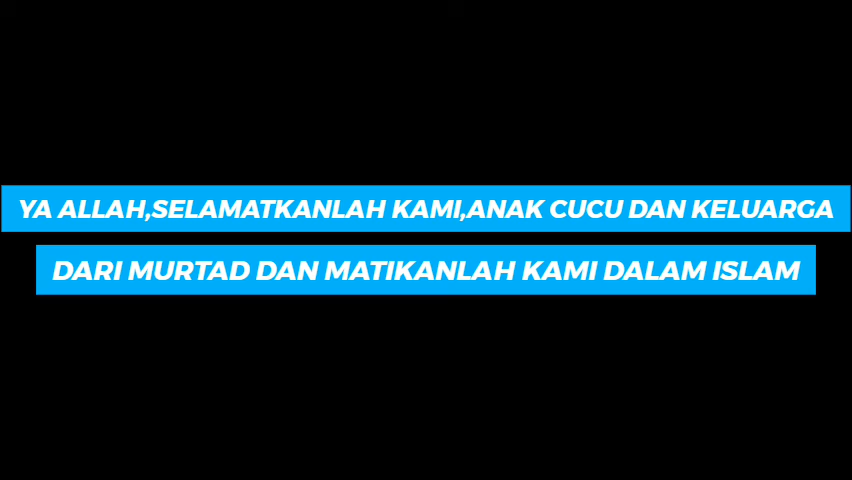 YA ALLAH,SELAMATKANLAH KAMI,ANAK CUCU DAN KELUARGA
DARI MURTAD DAN MATIKANLAH KAMI DALAM ISLAM